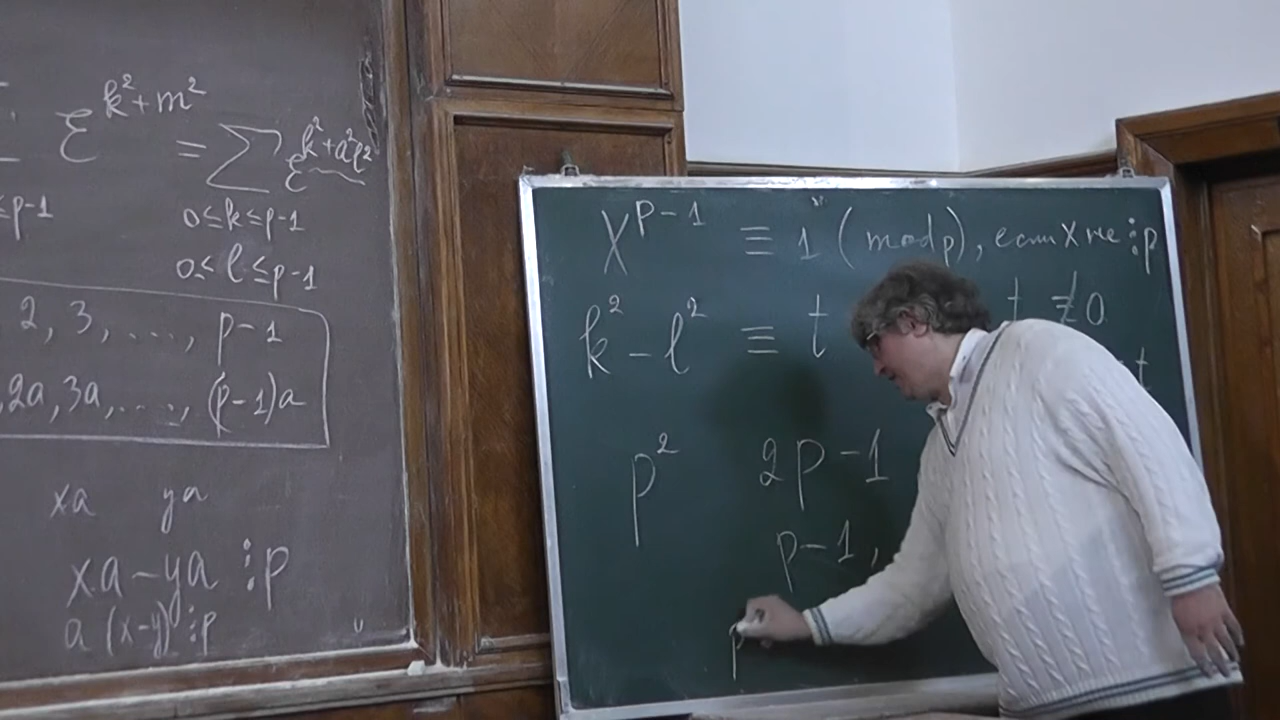 ε^{k²+m²} = ∑ ε^{k²+a²l²}
≤p-1
0≤k≤p-1
0≤l≤p-1
2, 3, ...., p-1
2a, 3a, ...., (p-1)a
xa ya
xa-ya ⋮p
a(x-y)⋮p
X^{p-1} ≡ 1 (mod p), если X не ⋮p
k² - l² ≡ t t ≢ 0
t
p² 2p-1
p-1,
p